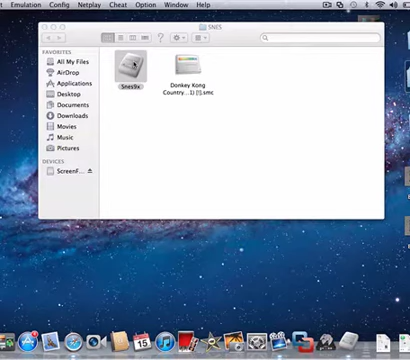 Emulation Config Netplay Cheat Option Window
SNES
FAVORITES
All My Files
AirDrop
Applications
Desktop
Documents
Downloads
Movies
Music
Pictures
DEVICES
ScreenF...
Snes9x
Donkey Kong
Country...1) [!].smc
15